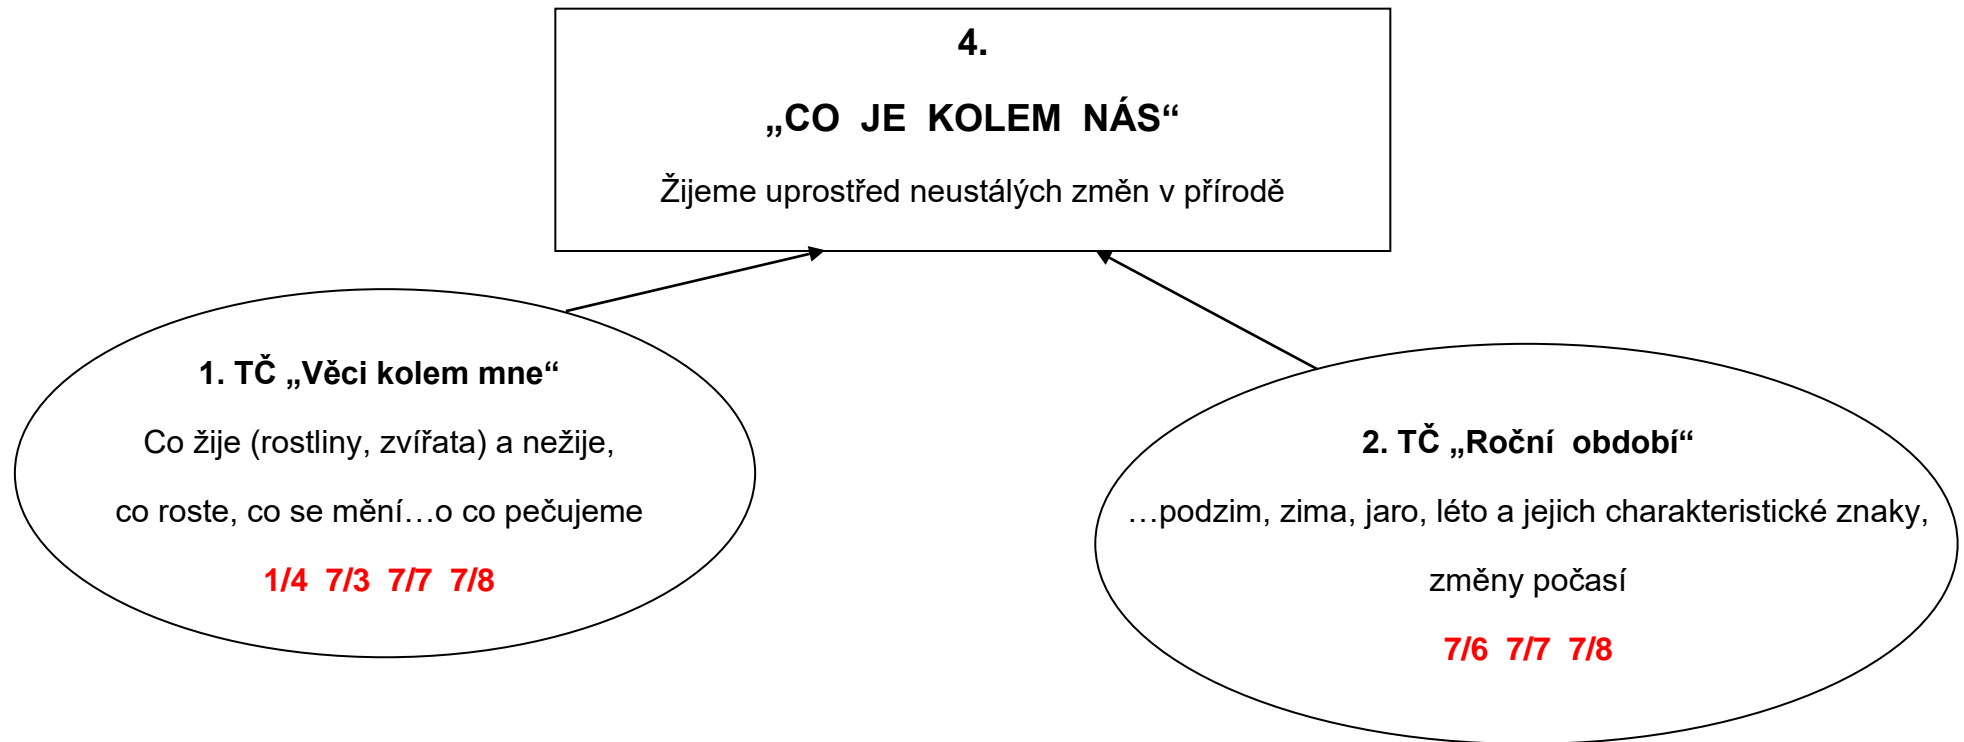 4.
„CO JE KOLEM NÁS“
Žijeme uprostřed neustálých změn v přírodě
1. TČ „Věci kolem mne“
Co žije (rostliny, zvířata) a nežije,
co roste, co se mění…o co pečujeme
1/4 7/3 7/7 7/8
2. TČ „Roční období“
…podzim, zima, jaro, léto a jejich charakteristické znaky,
změny počasí
7/6 7/7 7/8